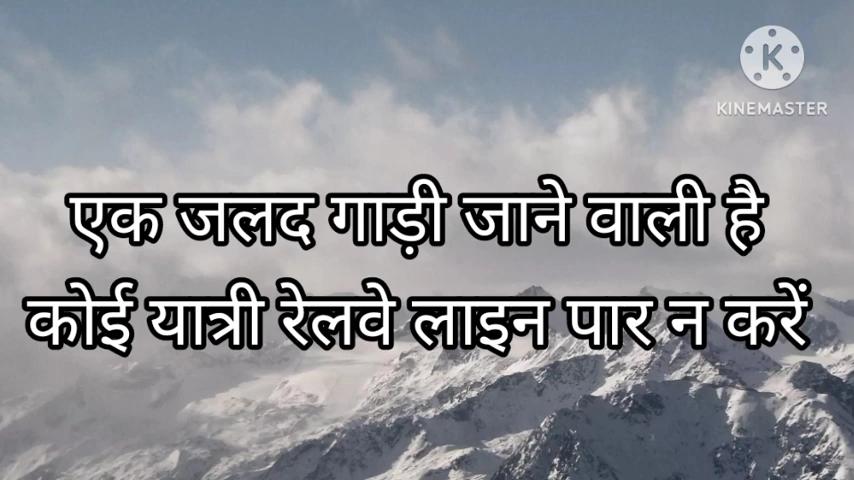 KINEMASTER
एक जलद गाड़ी जाने वाली है
कोई यात्री रेलवे लाइन पार न करें